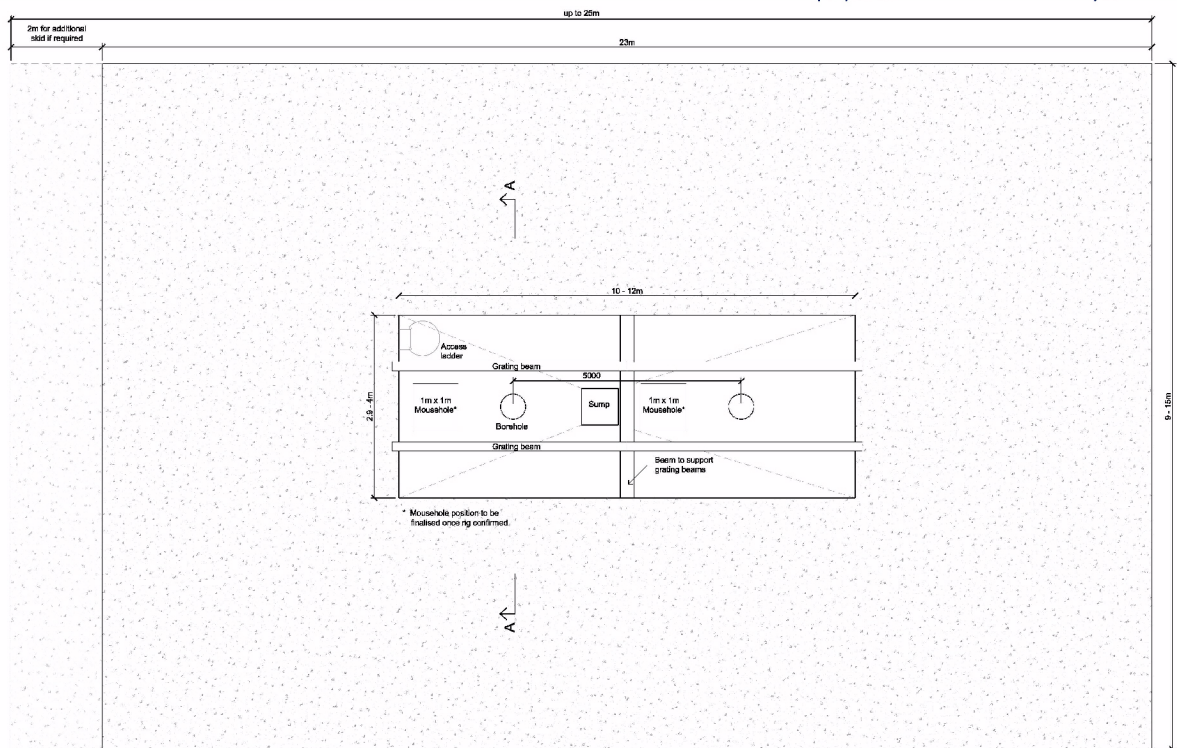 up to 25m
2m for additional
skid if required
23m
A
10 - 12m
Access
ladder
Grating beam
5000
1m x 1m
Mousehole*
Borehole
Sump
1m x 1m
Mousehole*
2.9 - 4m
9 - 15m
Grating beam
Beam to support
grating beams
* Mousehole position to be
finalised once rig confirmed.
A